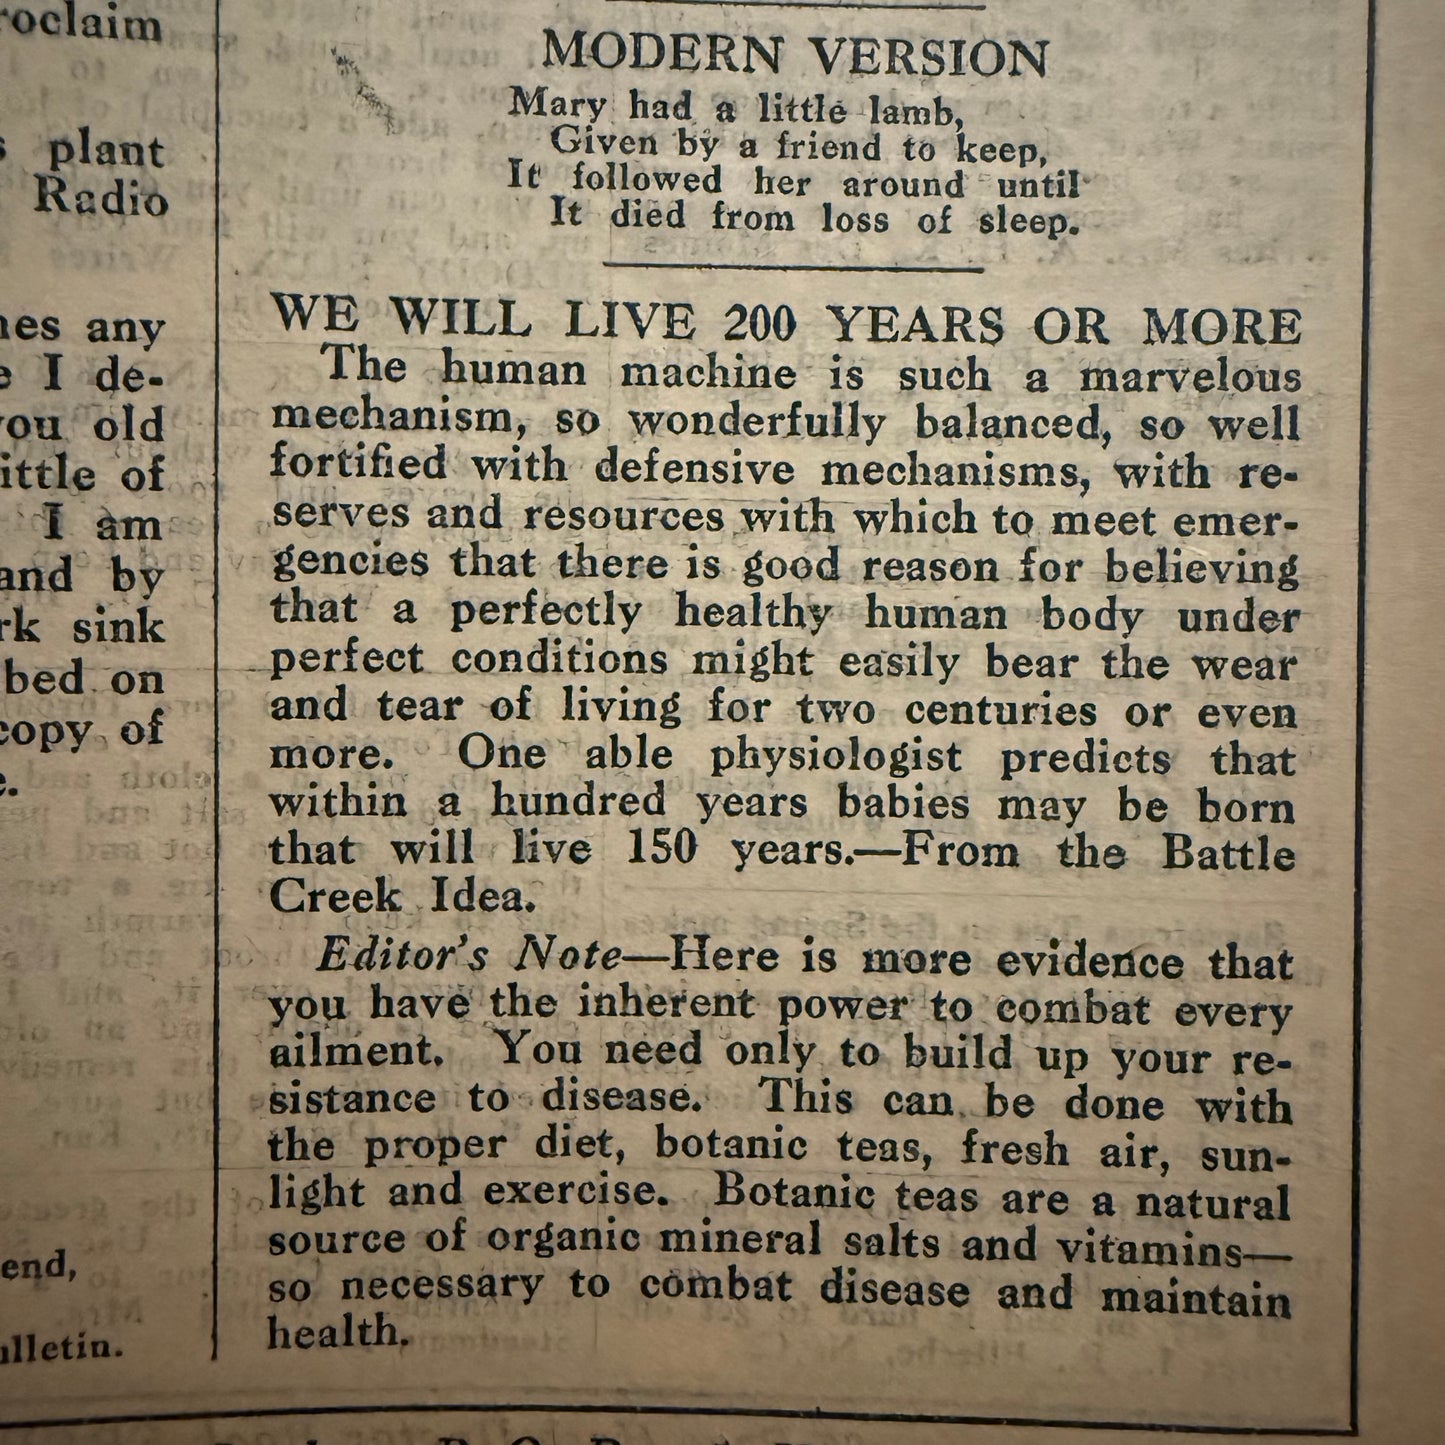 roclaim
plant
Radio
any
I de-
you old
ittle of
I am
and by
rk sink
bed on
copy of
end,
lletin.
MODERN VERSION
Mary had a little lamb,
Given by a friend to keep,
It followed her around until
It died from loss of sleep.
WE WILL LIVE 200 YEARS OR MORE
The human machine is such a marvelous
mechanism, so wonderfully balanced, so well
fortified with defensive mechanisms, with re-
serves and resources with which to meet emer-
gencies that there is good reason for believing
that a perfectly healthy human body under
perfect conditions might easily bear the wear
and tear of living for two centuries or even
more. One able physiologist predicts that
within a hundred years babies may be born
that will live 150 years.—From the Battle
Creek Idea.
Editor's Note—Here is more evidence that
you have the inherent power to combat every
ailment. You need only to build up your re-
sistance to disease. This can be done with
the proper diet, botanic teas, fresh air, sun-
light and exercise. Botanic teas are a natural
source of organic mineral salts and vitamins—
so necessary to combat disease and maintain
health.